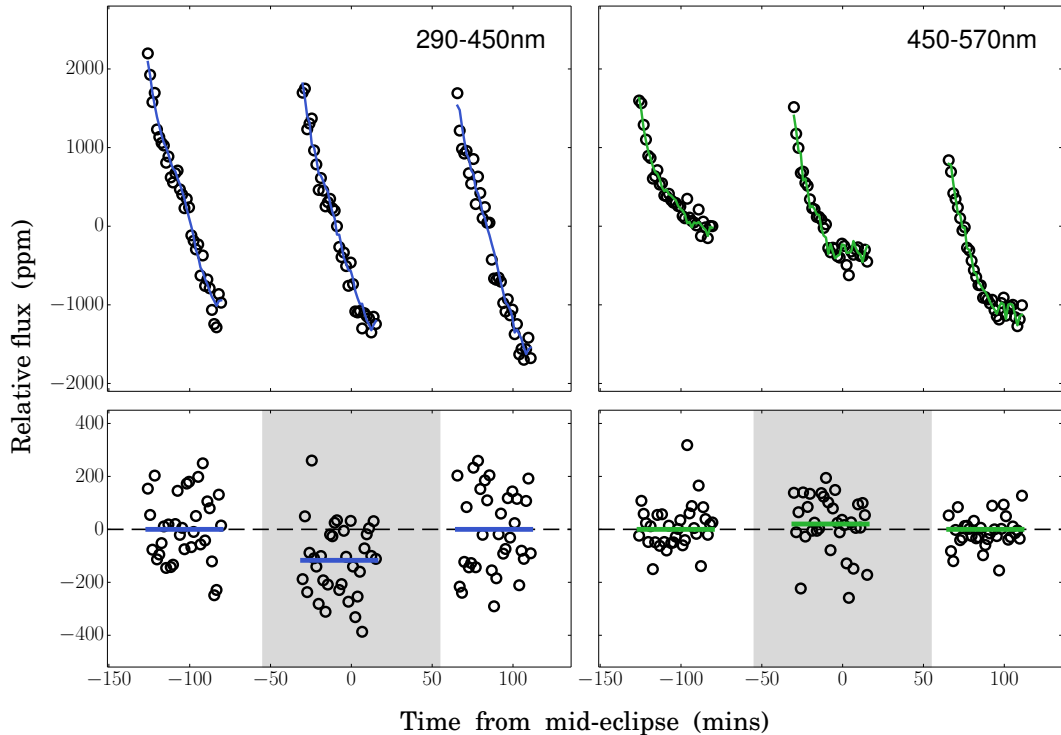 290-450nm
450-570nm
2000
1000
0
−1000
−2000
Relative flux (ppm)
400
200
0
−200
−400
−150 −100 −50 0 50 100
−150 −100 −50 0 50 100
Time from mid-eclipse (mins)